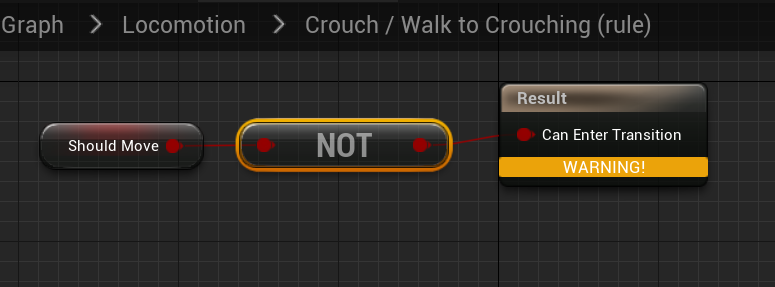 Graph > Locomotion > Crouch / Walk to Crouching (rule)
Result
Should Move
NOT
Can Enter Transition
WARNING!